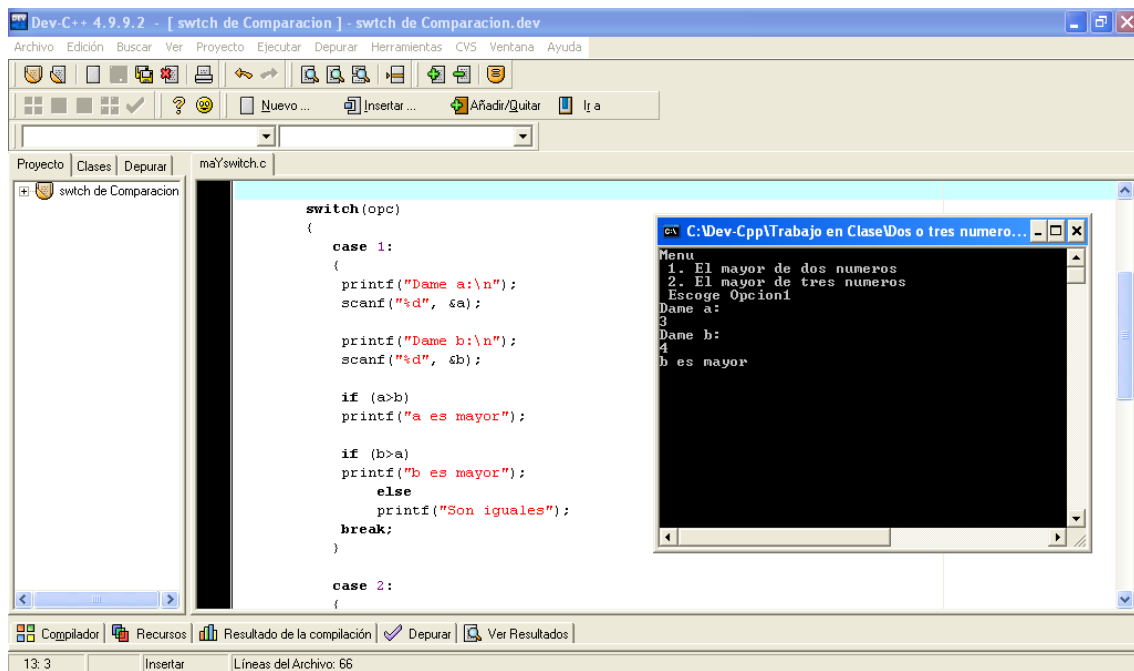 Dev-C++ 4.9.9.2 - [ swtch de Comparacion ] - swtch de Comparacion.dev
Archivo Edición Buscar Ver Proyecto Ejecutar Depurar Herramientas CVS Ventana Ayuda
Nuevo ... Insertar ... Añadir/Quitar Ir a
Proyecto Clases Depurar maYswitch.c
swtch de Comparacion
switch(opc)
{
case 1:
{
printf("Dame a:\n");
scanf("%d", &a);
printf("Dame b:\n");
scanf("%d", &b);
if (a>b)
printf("a es mayor");
if (b>a)
printf("b es mayor");
else
printf("Son iguales");
break;
}
case 2:
{
C:\Dev-Cpp\Trabajo en Clase\Dos o tres numero...
Menu
1. El mayor de dos numeros
2. El mayor de tres numeros
Escoge Opcion1
Dame a:
3
Dame b:
4
b es mayor
Compilador Recursos Resultado de la compilación Depurar Ver Resultados
13: 3 Insertar Líneas del Archivo: 66